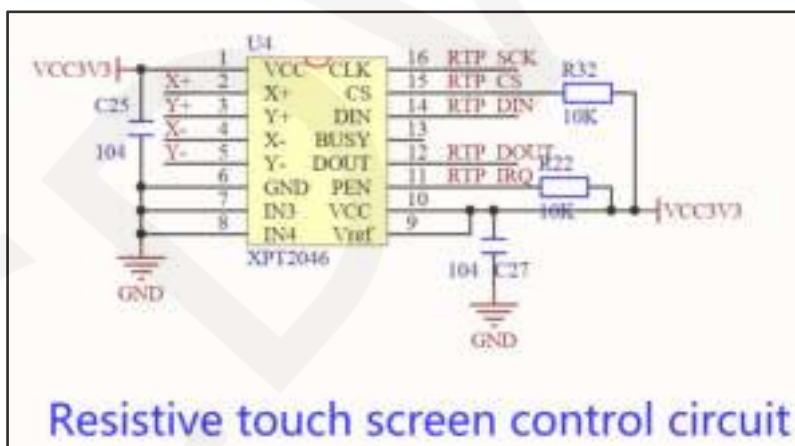 U4
VCC3V3 1 VCC CLK 16 RTP_SCK
X+ 2 X+ CS 15 RTP_CS R32
C25 Y+ 3 Y+ DIN 14 RTP_DIN 10K
104 X- 4 X- BUSY 13
Y- 5 Y- DOUT 12 RTP_DOUT R22
6 GND PEN 11 RTP_IRQ 10K
7 IN3 VCC 10 VCC3V3
8 IN4 Vref 9
XPT2046 104 C27
GND
GND
Resistive touch screen control circuit